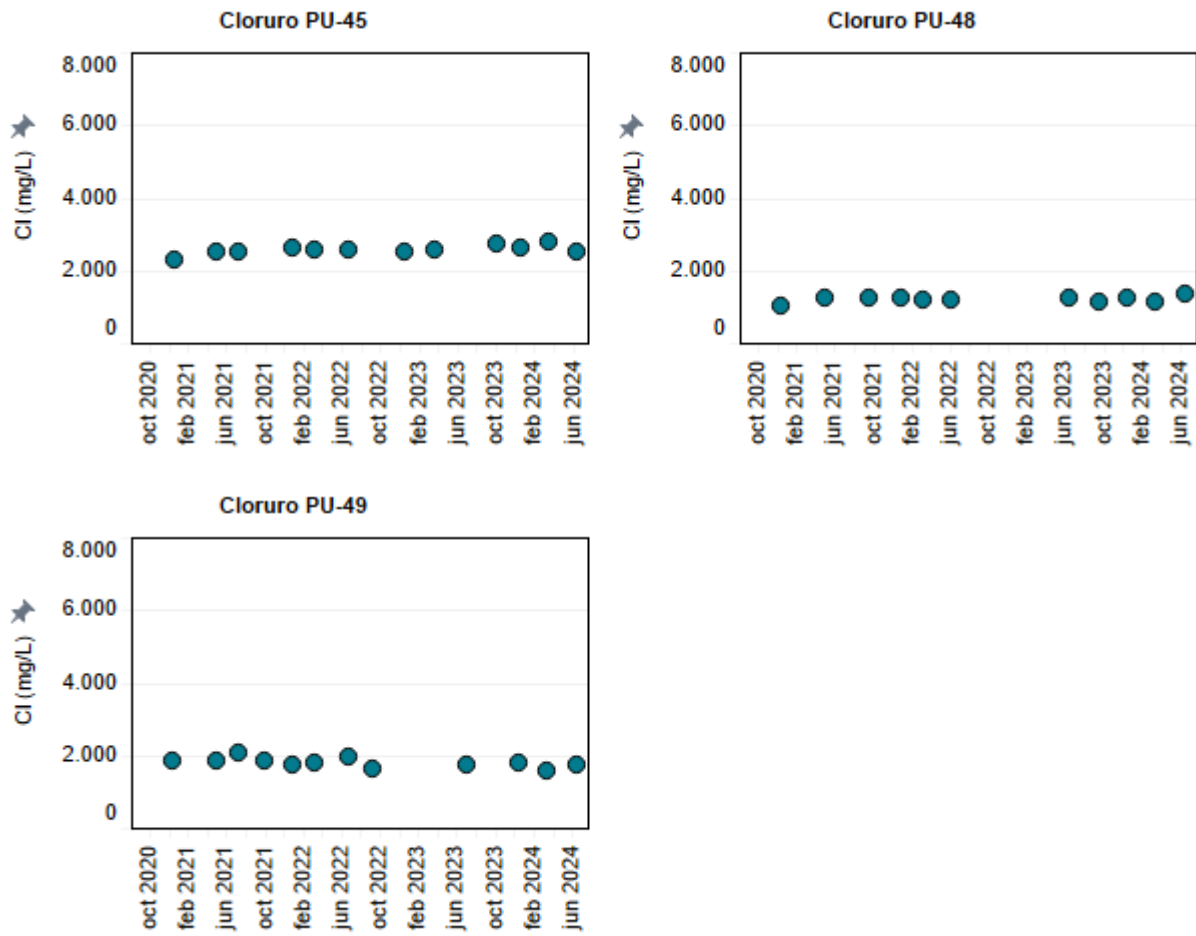 Cloruro PU-45
8.000
6.000
4.000
2.000
0
Cl (mg/L)
oct 2020
feb 2021
jun 2021
oct 2021
feb 2022
jun 2022
oct 2022
feb 2023
jun 2023
oct 2023
feb 2024
jun 2024
Cloruro PU-48
8.000
6.000
4.000
2.000
0
Cl (mg/L)
oct 2020
feb 2021
jun 2021
oct 2021
feb 2022
jun 2022
oct 2022
feb 2023
jun 2023
oct 2023
feb 2024
jun 2024
Cloruro PU-49
8.000
6.000
4.000
2.000
0
Cl (mg/L)
oct 2020
feb 2021
jun 2021
oct 2021
feb 2022
jun 2022
oct 2022
feb 2023
jun 2023
oct 2023
feb 2024
jun 2024